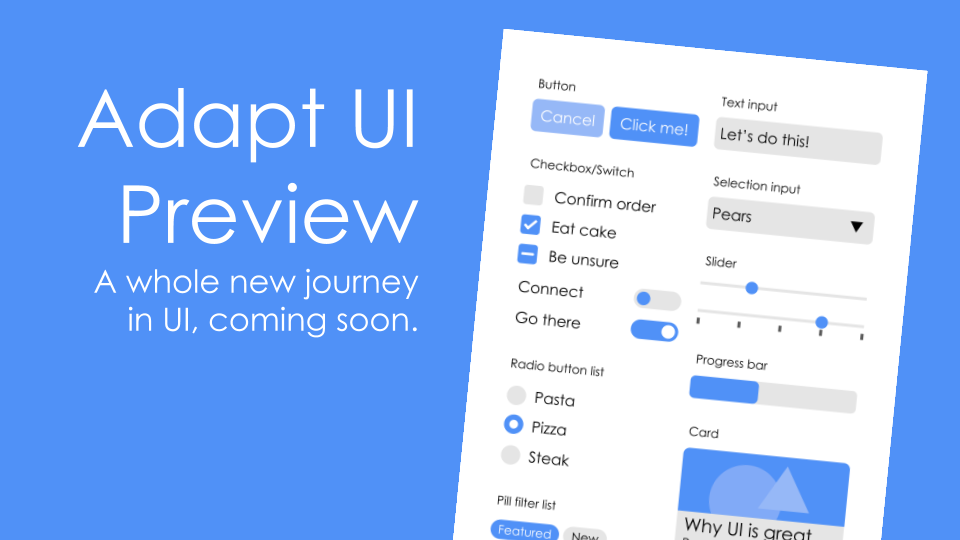 Adapt UI
Preview
A whole new journey
in UI, coming soon.
Button
Cancel
Click me!
Checkbox/Switch
Confirm order
Eat cake
Be unsure
Connect
Go there
Radio button list
Pasta
Pizza
Steak
Pill filter list
Featured
New
Text input
Let's do this!
Selection input
Pears
Slider
Progress bar
Card
Why UI is great